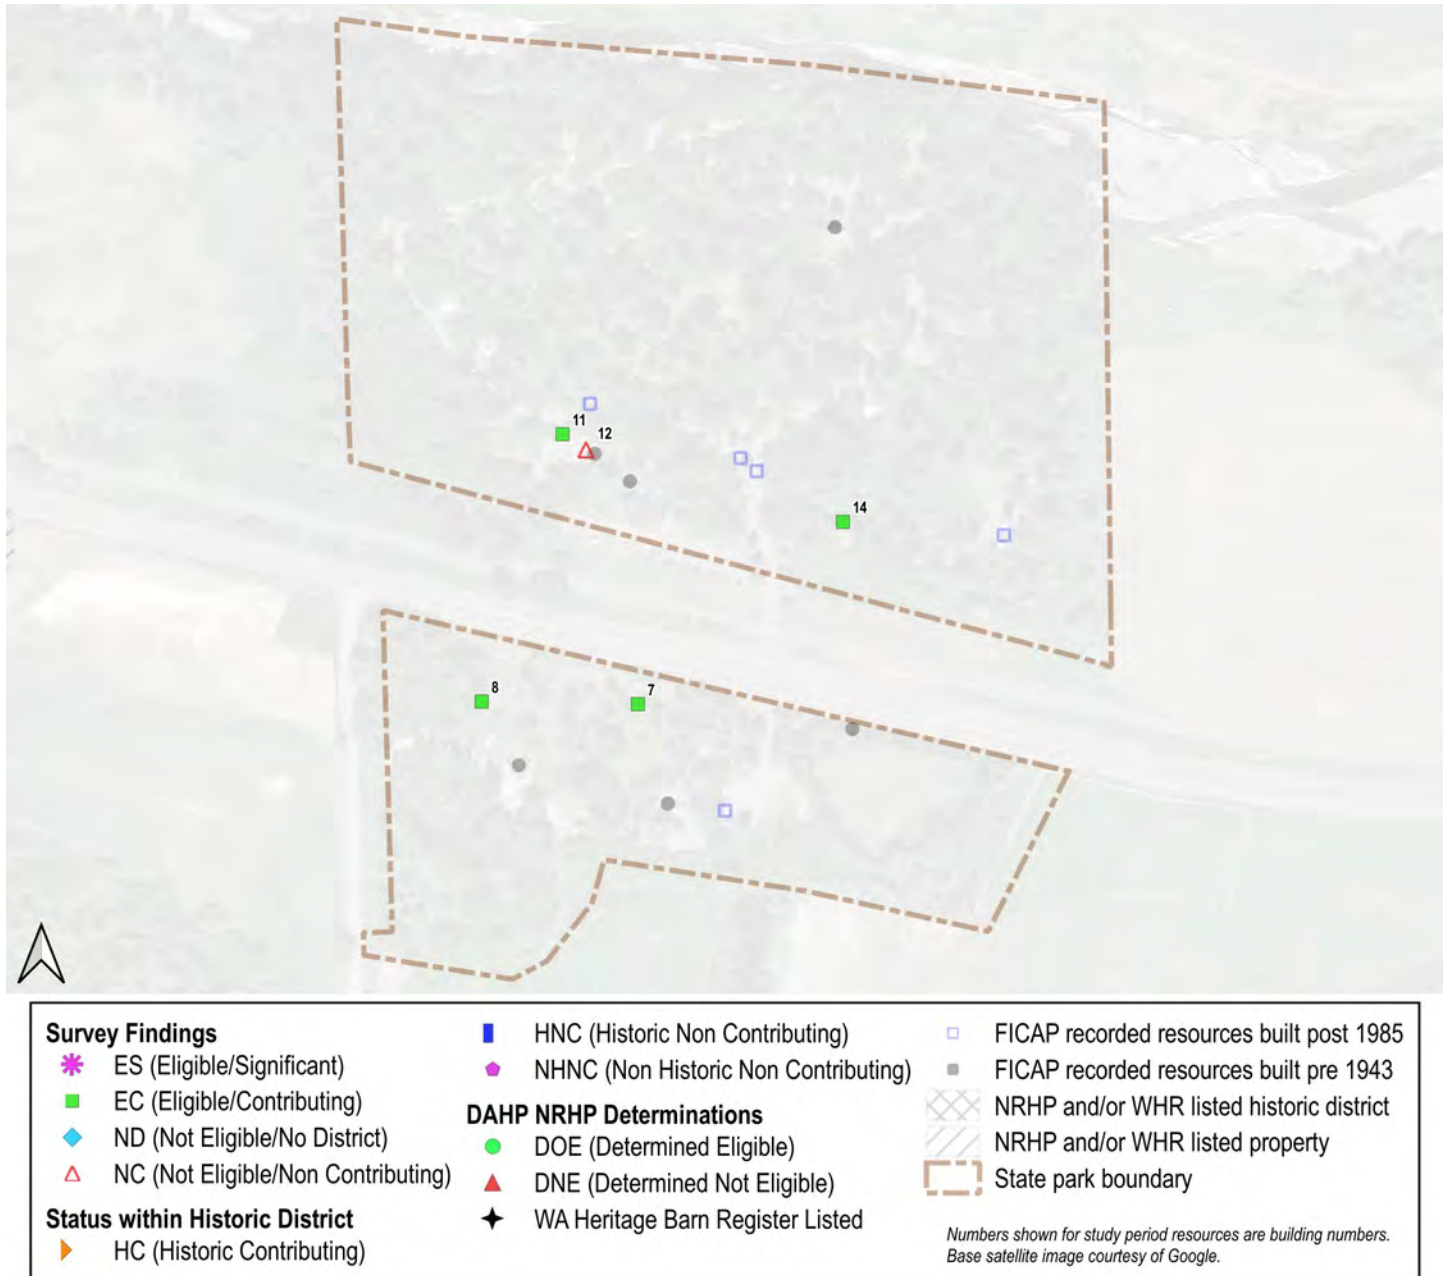 11
12
14
8
7
Survey Findings
ES (Eligible/Significant)
EC (Eligible/Contributing)
ND (Not Eligible/No District)
NC (Not Eligible/Non Contributing)
Status within Historic District
HC (Historic Contributing)
HNC (Historic Non Contributing)
NHNC (Non Historic Non Contributing)
DAHP NRHP Determinations
DOE (Determined Eligible)
DNE (Determined Not Eligible)
WA Heritage Barn Register Listed
FICAP recorded resources built post 1985
FICAP recorded resources built pre 1943
NRHP and/or WHR listed historic district
NRHP and/or WHR listed property
State park boundary
Numbers shown for study period resources are building numbers.
Base satellite image courtesy of Google.